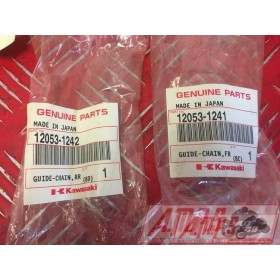 GENUINE PARTS
MADE IN JAPAN
12053-1242
GUIDE-CHAIN,RR
1
Kawasaki
GENUINE PARTS
MADE IN JAPAN
12053-1241
GUIDE-CHAIN,FR
1
Kawasaki